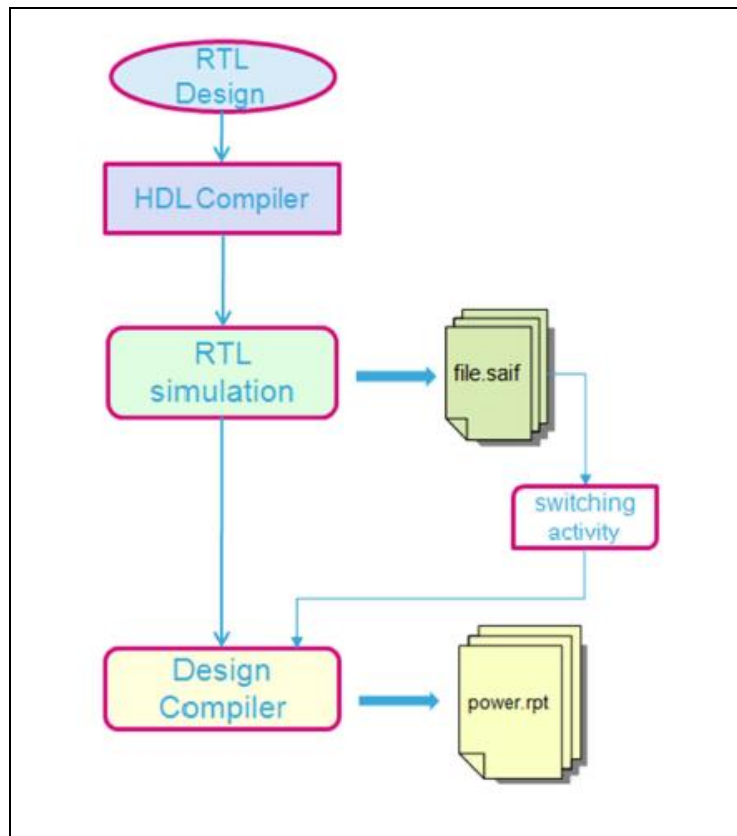 RTL
Design
HDL Compiler
RTL
simulation
file.saif
switching
activity
Design
Compiler
power.rpt